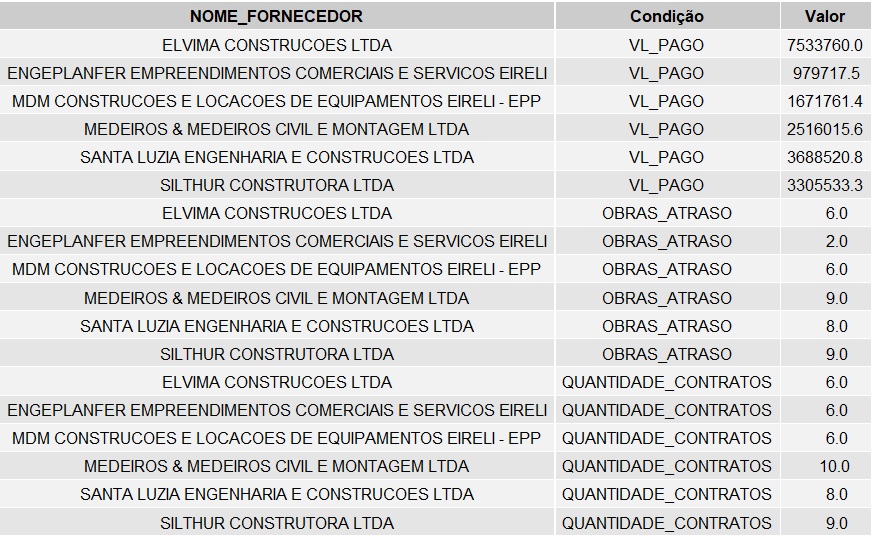 NOME_FORNECEDOR Condição Valor
ELVIMA CONSTRUCOES LTDA VL_PAGO 7533760.0
ENGEPLANFER EMPREENDIMENTOS COMERCIAIS E SERVICOS EIRELI VL_PAGO 979717.5
MDM CONSTRUCOES E LOCACOES DE EQUIPAMENTOS EIRELI - EPP VL_PAGO 1671761.4
MEDEIROS & MEDEIROS CIVIL E MONTAGEM LTDA VL_PAGO 2516015.6
SANTA LUZIA ENGENHARIA E CONSTRUCOES LTDA VL_PAGO 3688520.8
SILTHUR CONSTRUTORA LTDA VL_PAGO 3305533.3
ELVIMA CONSTRUCOES LTDA OBRAS_ATRASO 6.0
ENGEPLANFER EMPREENDIMENTOS COMERCIAIS E SERVICOS EIRELI OBRAS_ATRASO 2.0
MDM CONSTRUCOES E LOCACOES DE EQUIPAMENTOS EIRELI - EPP OBRAS_ATRASO 6.0
MEDEIROS & MEDEIROS CIVIL E MONTAGEM LTDA OBRAS_ATRASO 9.0
SANTA LUZIA ENGENHARIA E CONSTRUCOES LTDA OBRAS_ATRASO 8.0
SILTHUR CONSTRUTORA LTDA OBRAS_ATRASO 9.0
ELVIMA CONSTRUCOES LTDA QUANTIDADE_CONTRATOS 6.0
ENGEPLANFER EMPREENDIMENTOS COMERCIAIS E SERVICOS EIRELI QUANTIDADE_CONTRATOS 6.0
MDM CONSTRUCOES E LOCACOES DE EQUIPAMENTOS EIRELI - EPP QUANTIDADE_CONTRATOS 6.0
MEDEIROS & MEDEIROS CIVIL E MONTAGEM LTDA QUANTIDADE_CONTRATOS 10.0
SANTA LUZIA ENGENHARIA E CONSTRUCOES LTDA QUANTIDADE_CONTRATOS 8.0
SILTHUR CONSTRUTORA LTDA QUANTIDADE_CONTRATOS 9.0